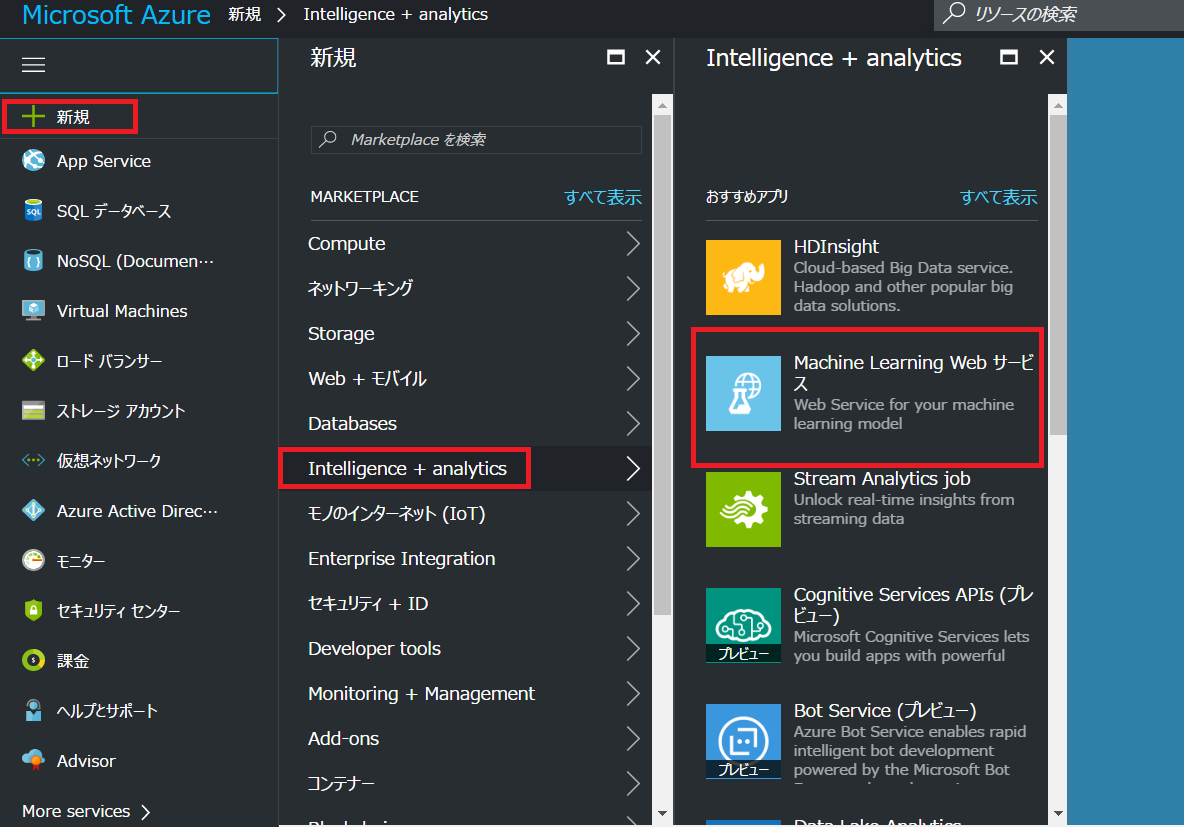 Microsoft Azure 新規 > Intelligence + analytics
リソースの検索
新規
App Service
SQL データベース
NoSQL (Documen···
Virtual Machines
ロード バランサー
ストレージ アカウント
仮想ネットワーク
Azure Active Direc···
モニター
セキュリティ センター
課金
ヘルプとサポート
Advisor
More services >
新規
Marketplace を検索
MARKETPLACE
すべて表示
Compute
ネットワーキング
Storage
Web + モバイル
Databases
Intelligence + analytics
モノのインターネット (IoT)
Enterprise Integration
セキュリティ + ID
Developer tools
Monitoring + Management
Add-ons
コンテナー
Intelligence + analytics
おすすめアプリ
すべて表示
HDInsight
Cloud-based Big Data service.
Hadoop and other popular big
data solutions.
Machine Learning Web サービ
ス
Web Service for your machine
learning model
Stream Analytics job
Unlock real-time insights from
streaming data
Cognitive Services APIs (プレ
ビュー)
Microsoft Cognitive Services lets
you build apps with powerful
プレビュー
Bot Service (プレビュー)
Azure Bot Service enables rapid
intelligent bot development
powered by the Microsoft Bot
プレビュー
Data Lake Analytics